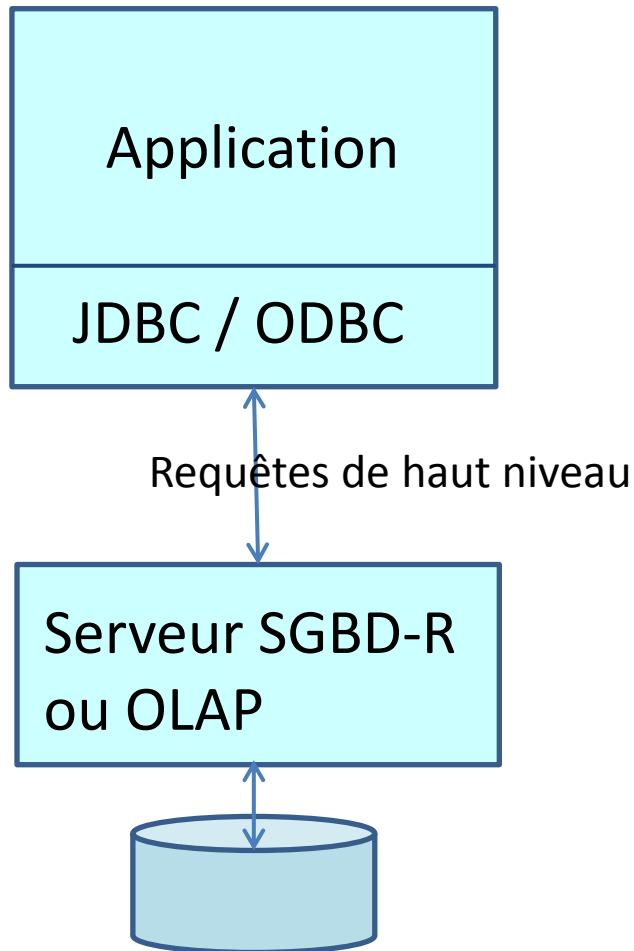 Application
JDBC / ODBC
Requêtes de haut niveau
Serveur SGBD-R
ou OLAP